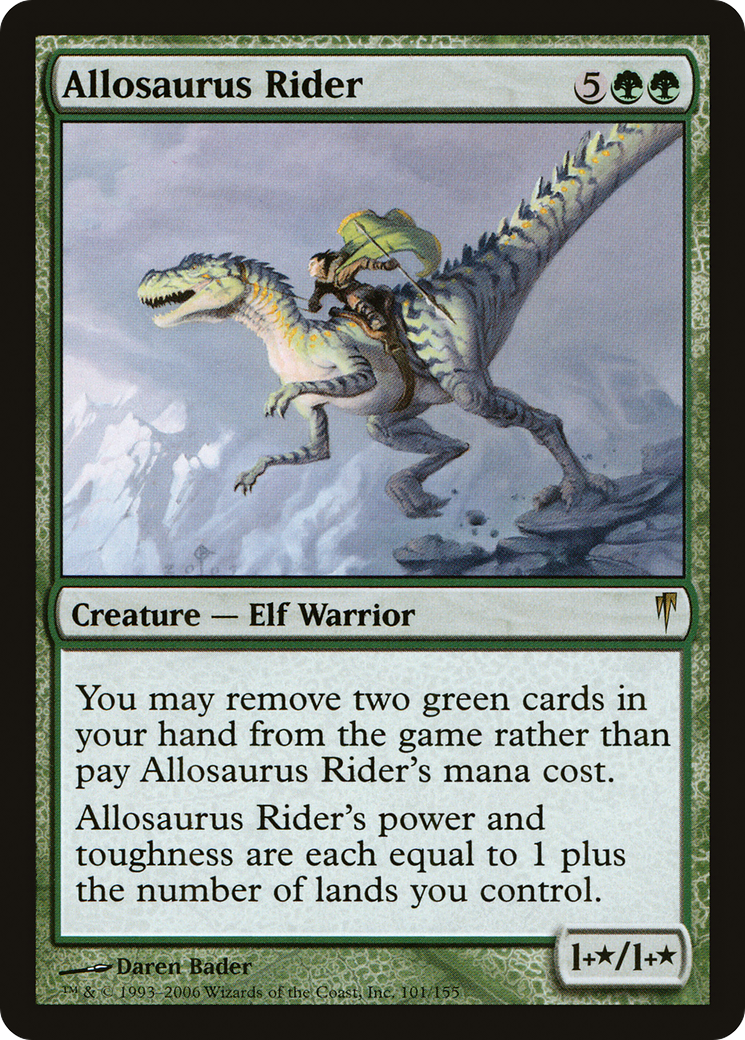 Allosaurus Rider 5
Creature — Elf Warrior
You may remove two green cards in
your hand from the game rather than
pay Allosaurus Rider's mana cost.
Allosaurus Rider's power and
toughness are each equal to 1 plus
the number of lands you control.
1+★/1+★
Daren Bader
™ & © 1993–2006 Wizards of the Coast, Inc. 101/155